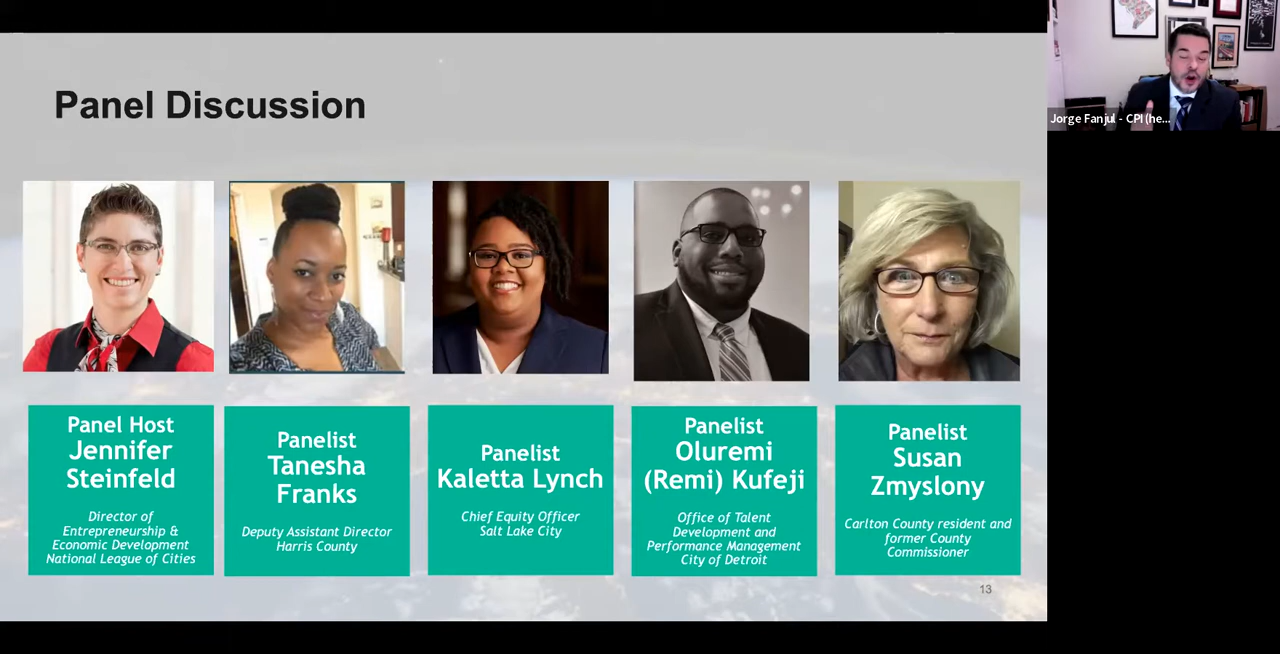 Panel Discussion
Jorge Fanjul - CPI (he...
Panel Host
Jennifer
Steinfeld
Director of
Entrepreneurship &
Economic Development
National League of Cities
Panelist
Tanesha
Franks
Deputy Assistant Director
Harris County
Panelist
Kaletta Lynch
Chief Equity Officer
Salt Lake City
Panelist
Oluremi
(Remi) Kufeji
Office of Talent
Development and
Performance Management
City of Detroit
Panelist
Susan
Zmyslony
Carlton County resident and
former County
Commissioner
13